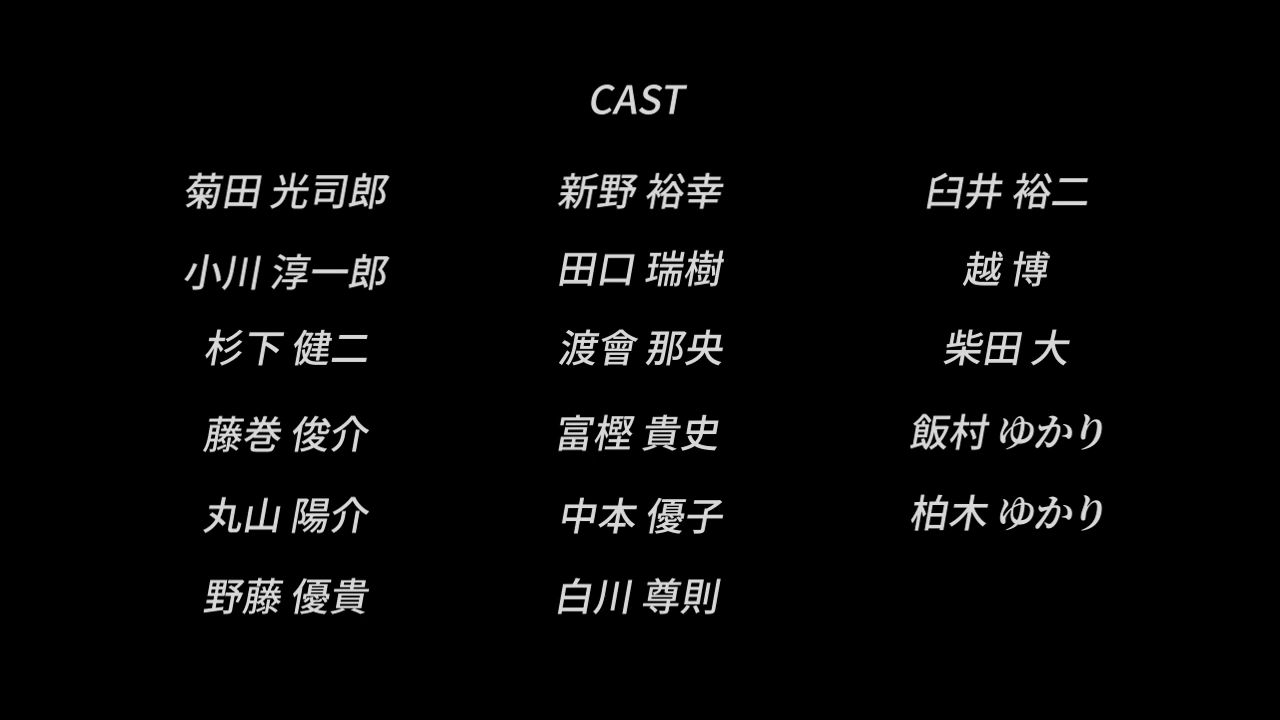 CAST
菊田 光司郎
小川 淳一郎
杉下 健二
藤巻 俊介
丸山 陽介
野藤 優貴
新野 裕幸
田口 瑞樹
渡會 那央
富樫 貴史
中本 優子
白川 尊則
臼井 裕二
越 博
柴田 大
飯村 ゆかり
柏木 ゆかり